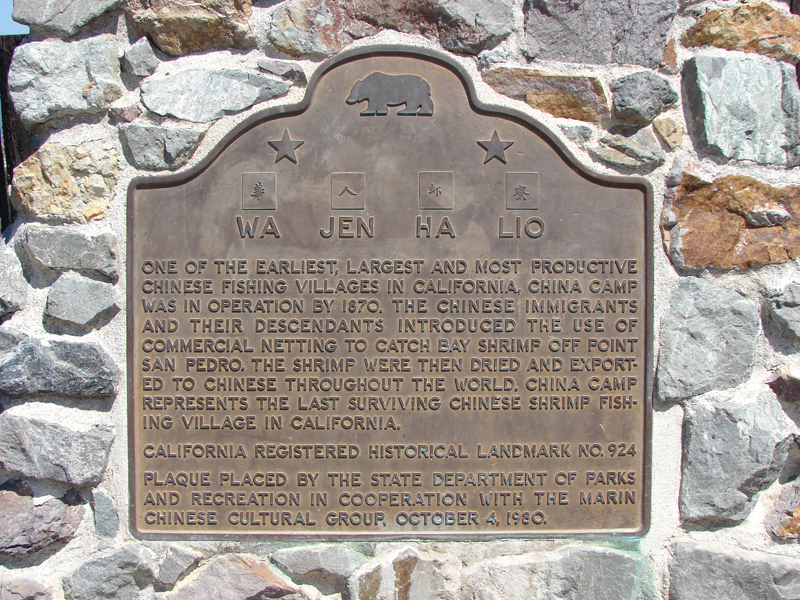 華 人 邨 寮
WA JEN HA LIO
ONE OF THE EARLIEST, LARGEST AND MOST PRODUCTIVE
CHINESE FISHING VILLAGES IN CALIFORNIA, CHINA CAMP
WAS IN OPERATION BY 1870. THE CHINESE IMMIGRANTS
AND THEIR DESCENDANTS INTRODUCED THE USE OF
COMMERCIAL NETTING TO CATCH BAY SHRIMP OFF POINT
SAN PEDRO. THE SHRIMP WERE THEN DRIED AND EXPORT-
ED TO CHINESE THROUGHOUT THE WORLD. CHINA CAMP
REPRESENTS THE LAST SURVIVING CHINESE SHRIMP FISH-
ING VILLAGE IN CALIFORNIA.
CALIFORNIA REGISTERED HISTORICAL LANDMARK NO. 924
PLAQUE PLACED BY THE STATE DEPARTMENT OF PARKS
AND RECREATION IN COOPERATION WITH THE MARIN
CHINESE CULTURAL GROUP, OCTOBER 4, 1980.